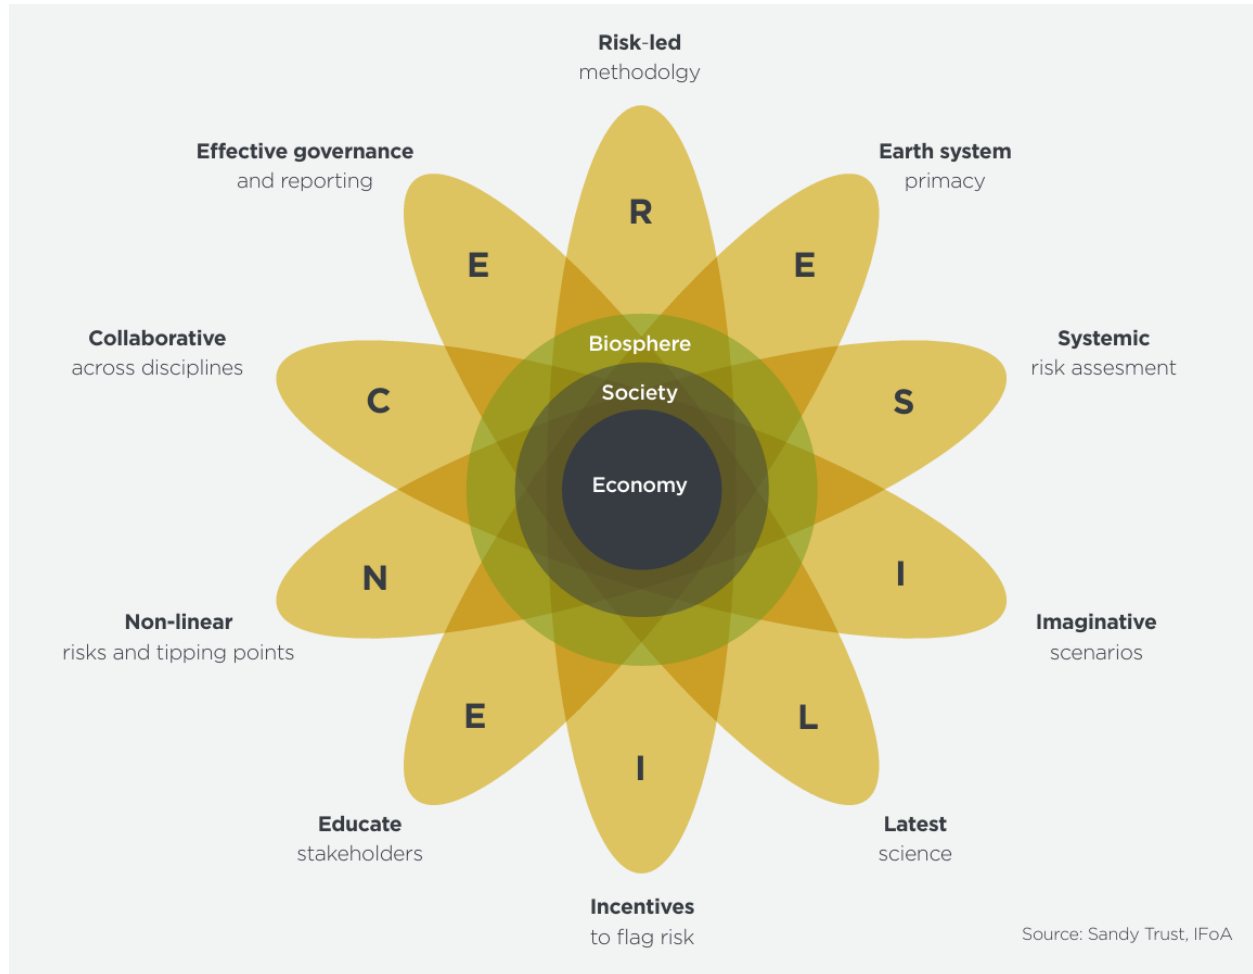 Risk-led
methodolgy
Earth system
primacy
Systemic
risk assesment
Imaginative
scenarios
Latest
science
Incentives
to flag risk
Educate
stakeholders
Non-linear
risks and tipping points
Collaborative
across disciplines
Effective governance
and reporting
R
E
S
I
L
I
E
N
C
E
Biosphere
Society
Economy
Source: Sandy Trust, IFoA